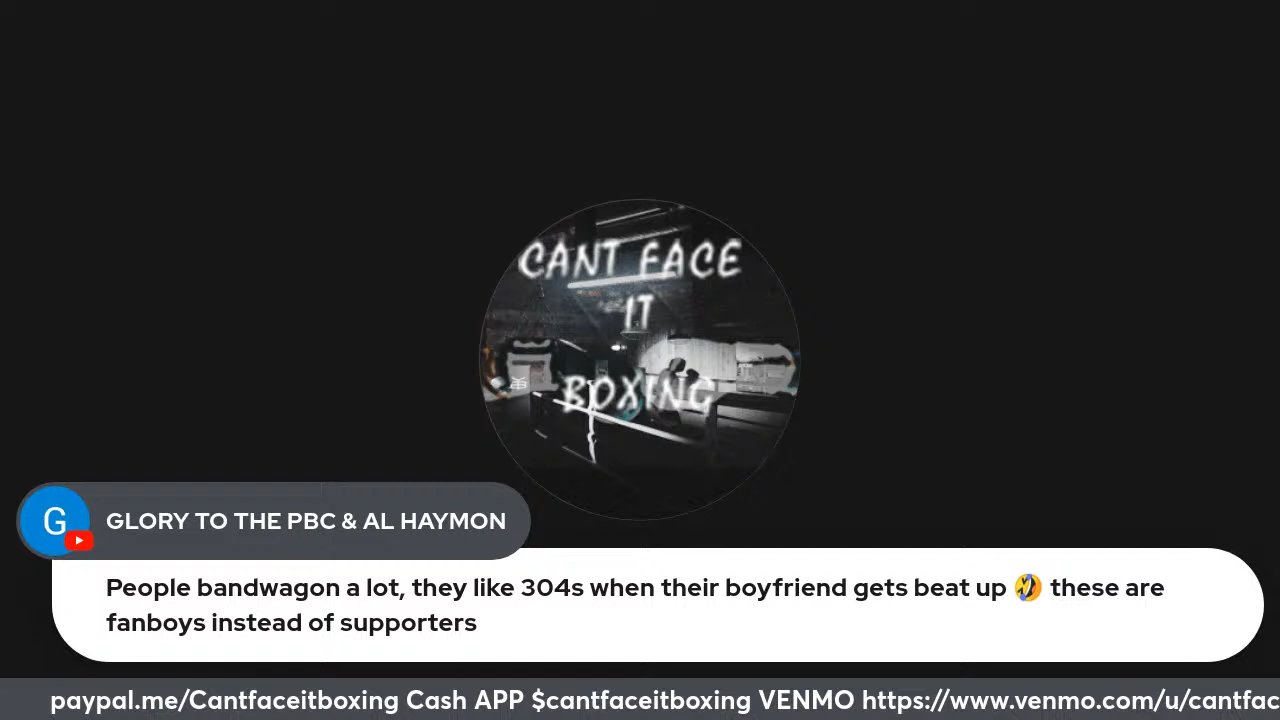 CANT FACE
IT
BOXING
G
GLORY TO THE PBC & AL HAYMON
People bandwagon a lot, they like 304s when their boyfriend gets beat up 🤣 these are
fanboys instead of supporters
paypal.me/Cantfaceitboxing Cash APP $cantfaceitboxing VENMO https://www.venmo.com/u/cantfac